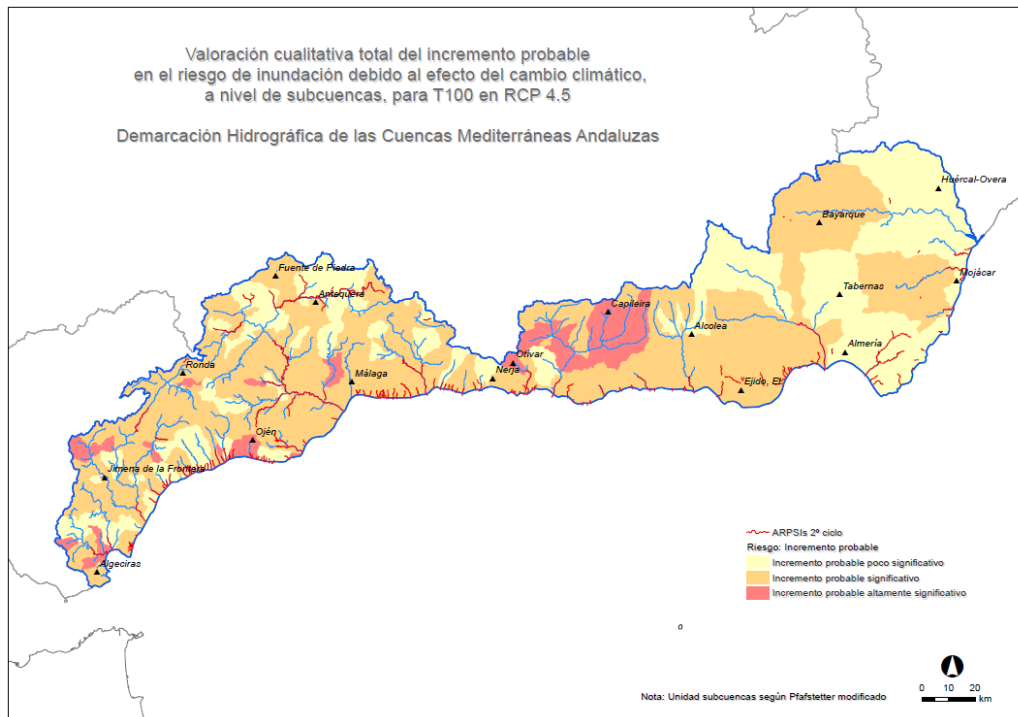 Valoración cualitativa total del incremento probable
en el riesgo de inundación debido al efecto del cambio climático,
a nivel de subcuencas, para T100 en RCP 4.5
Demarcación Hidrográfica de las Cuencas Mediterráneas Andaluzas
Huércal-Overa
Bayarque
Fuente de Piedra
Mojácar
Antequera
Tabernas
Capileira
Alcolea
Almería
Otívar
Ronda
Nerja
Málaga
Ejido, El
Ojén
Jimena de la Frontera
Algeciras
ARPSIs 2º ciclo
Riesgo: Incremento probable
Incremento probable poco significativo
Incremento probable significativo
Incremento probable altamente significativo
Nota: Unidad subcuencas según Pfafstetter modificado
0 10 20
km